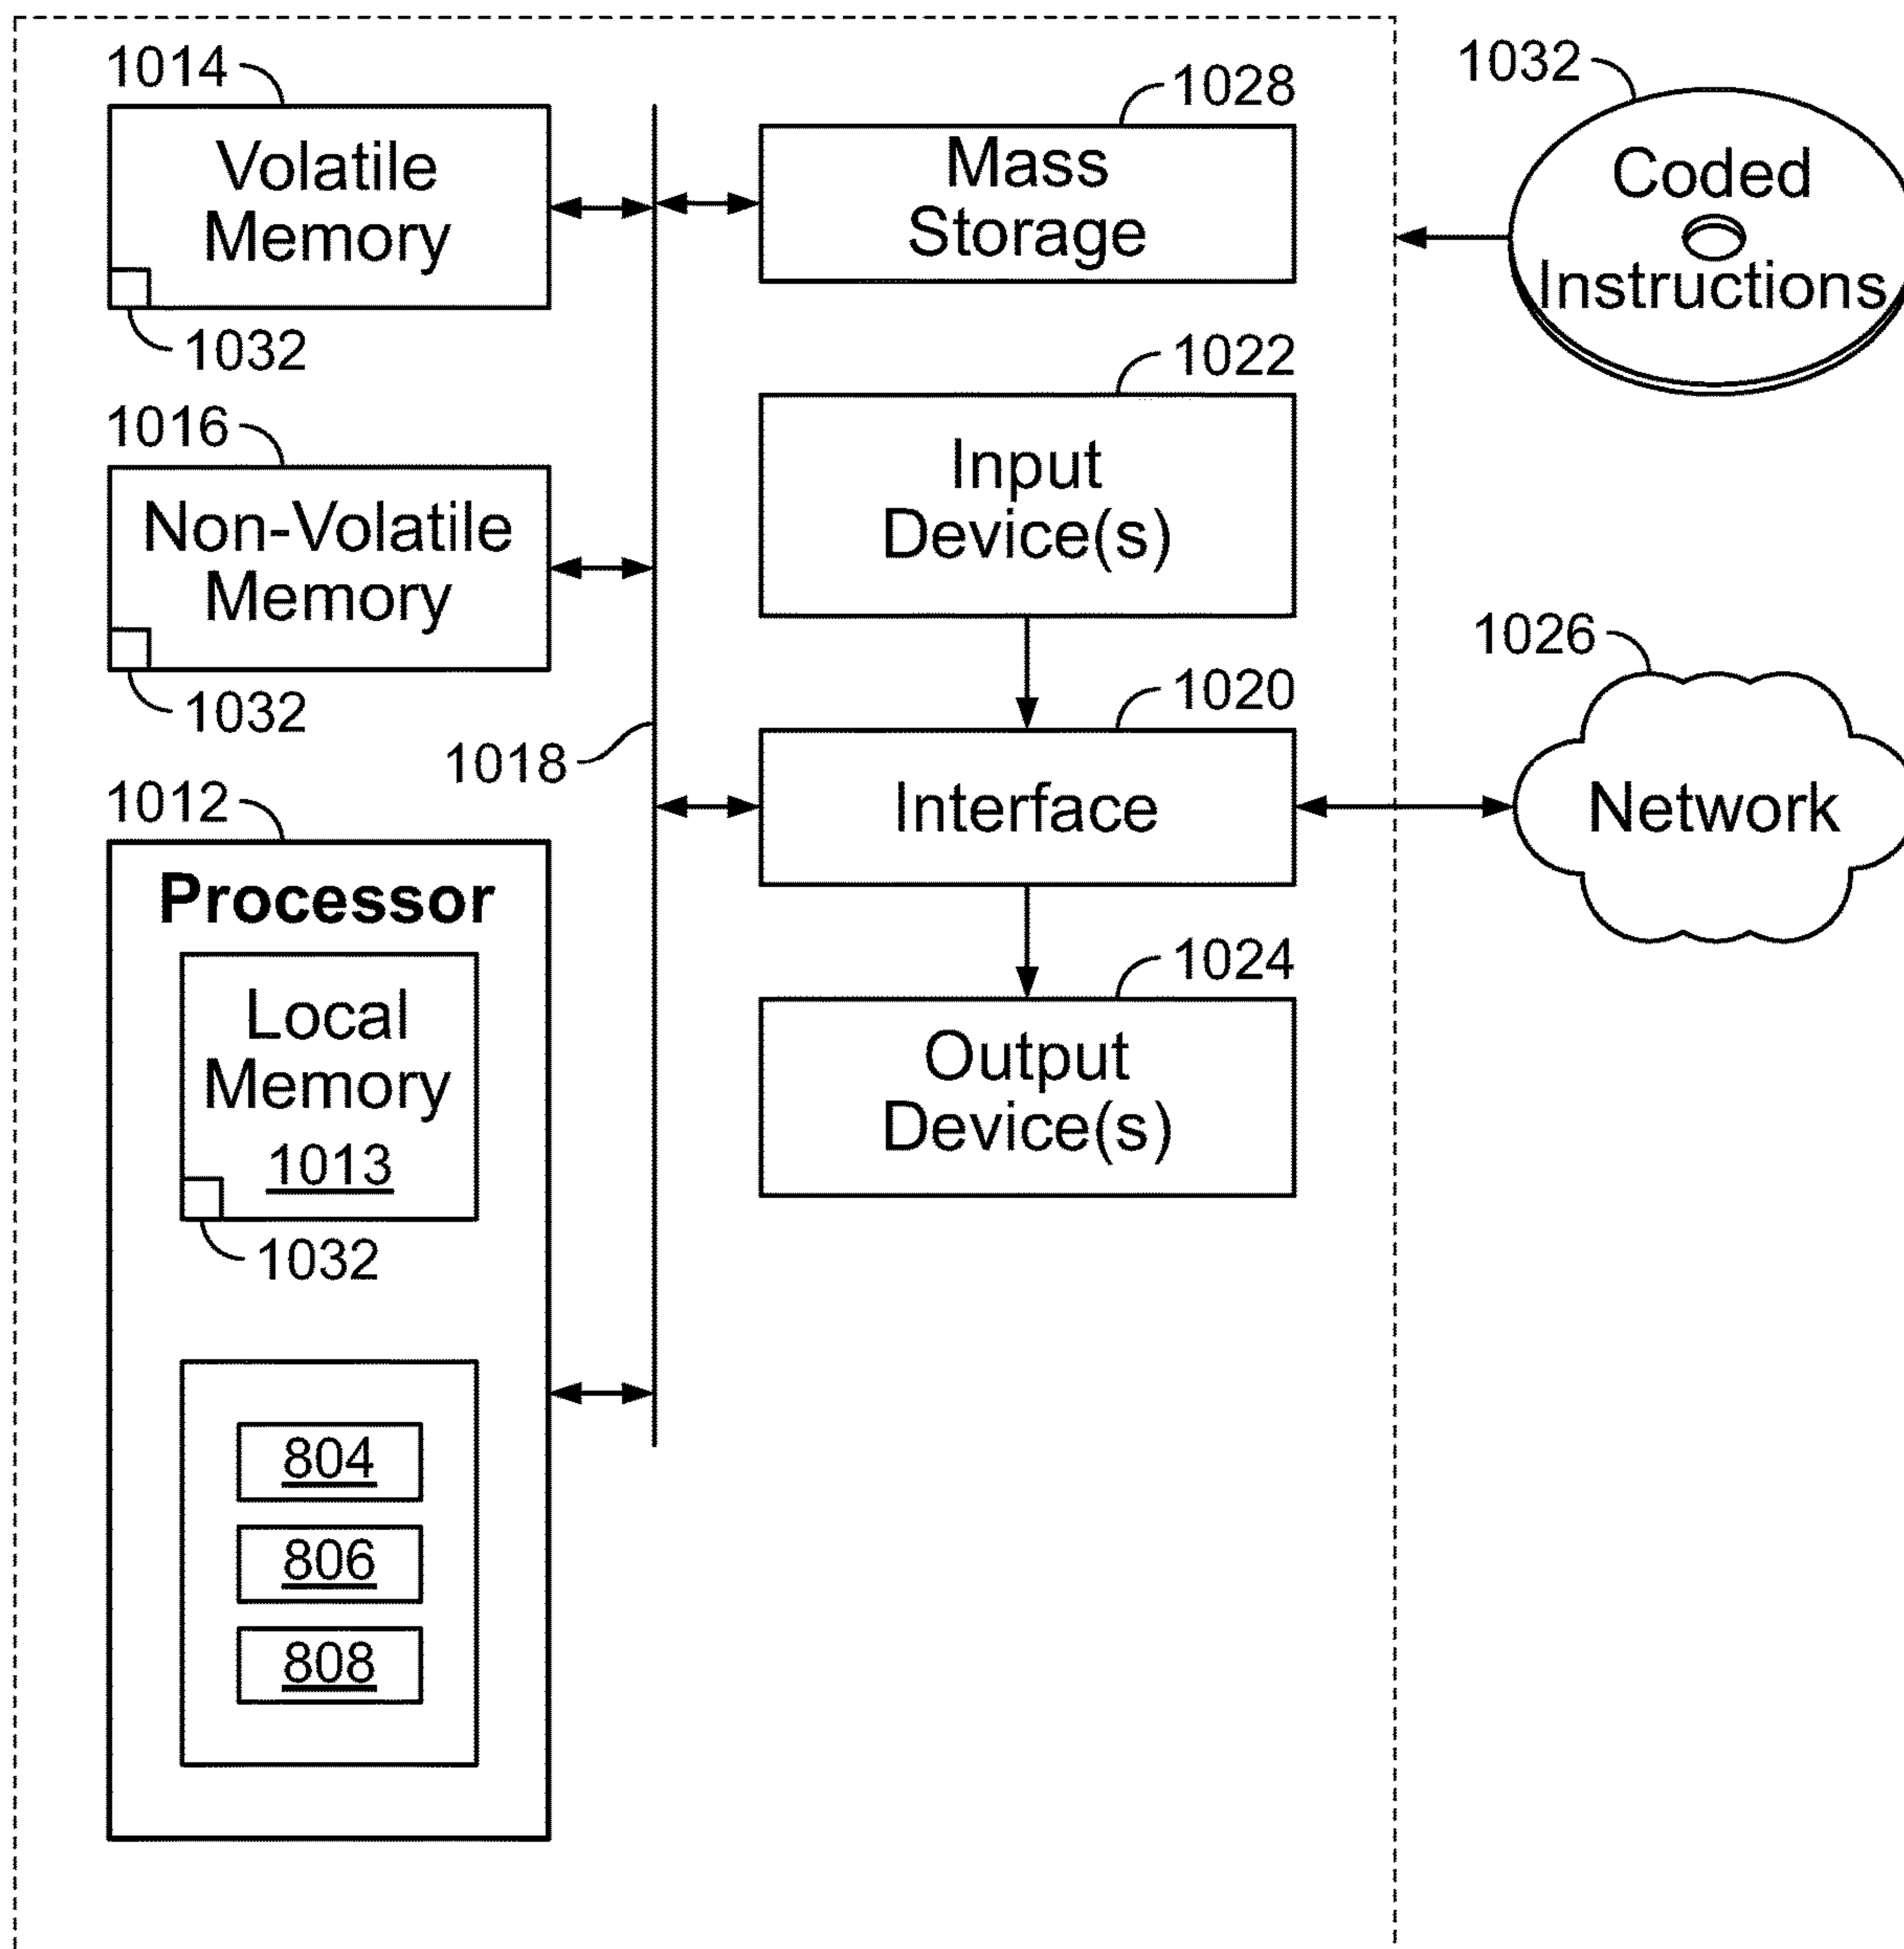 1014
Volatile
Memory
1032
1016
Non-Volatile
Memory
1032
1012
Processor
Local
Memory
1013
1032
804
806
808
1018
1028
Mass
Storage
1022
Input
Device(s)
1020
Interface
1024
Output
Device(s)
1032
Coded
Instructions
1026
Network